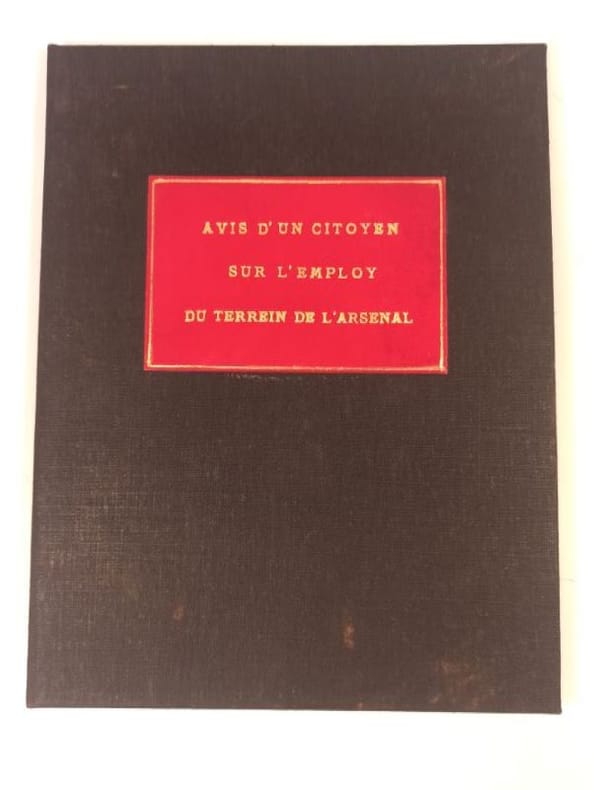 AVIS D'UN CITOYEN
SUR L'EMPLOY
DU TERREIN DE L'ARSENAL